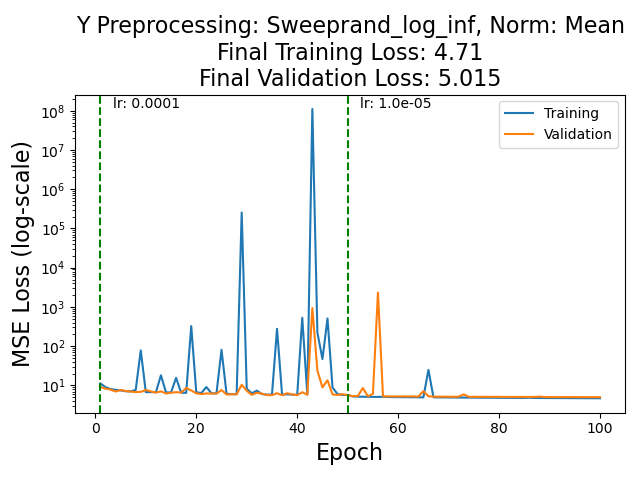 Y Preprocessing: Sweeprand_log_inf, Norm: Mean
Final Training Loss: 4.71
Final Validation Loss: 5.015
lr: 0.0001
lr: 1.0e-05
Training
Validation
MSE Loss (log-scale)
10⁸
10⁷
10⁶
10⁵
10⁴
10³
10²
10¹
0
20
40
60
80
100
Epoch